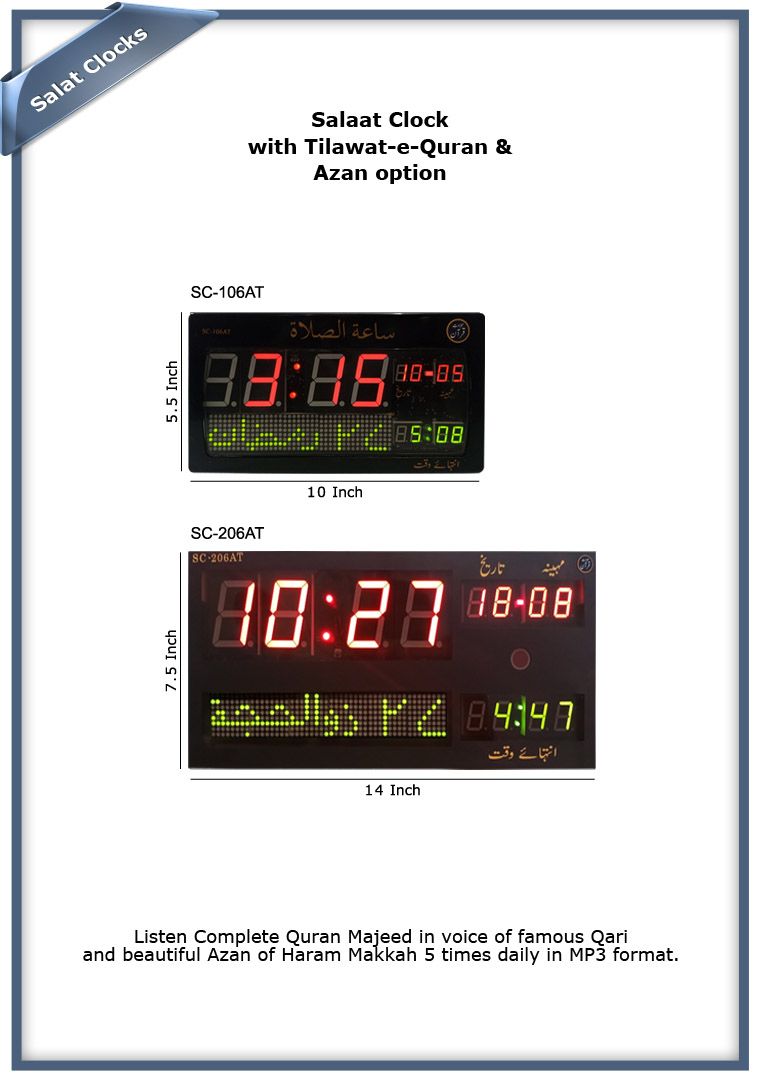 Salat Clocks
Salaat Clock
with Tilawat-e-Quran &
Azan option
SC-106AT
SC-106AT
ساعة الصلاة
3:15
10-05
تاریخ
مہینہ
رمضان
5:08
انتہائے وقت
5.5 Inch
10 Inch
SC-206AT
SC-206AT
تاریخ
مہینہ
10:27
18-08
ذوالحجة
4:47
انتہائے وقت
7.5 Inch
14 Inch
Listen Complete Quran Majeed in voice of famous Qari
and beautiful Azan of Haram Makkah 5 times daily in MP3 format.